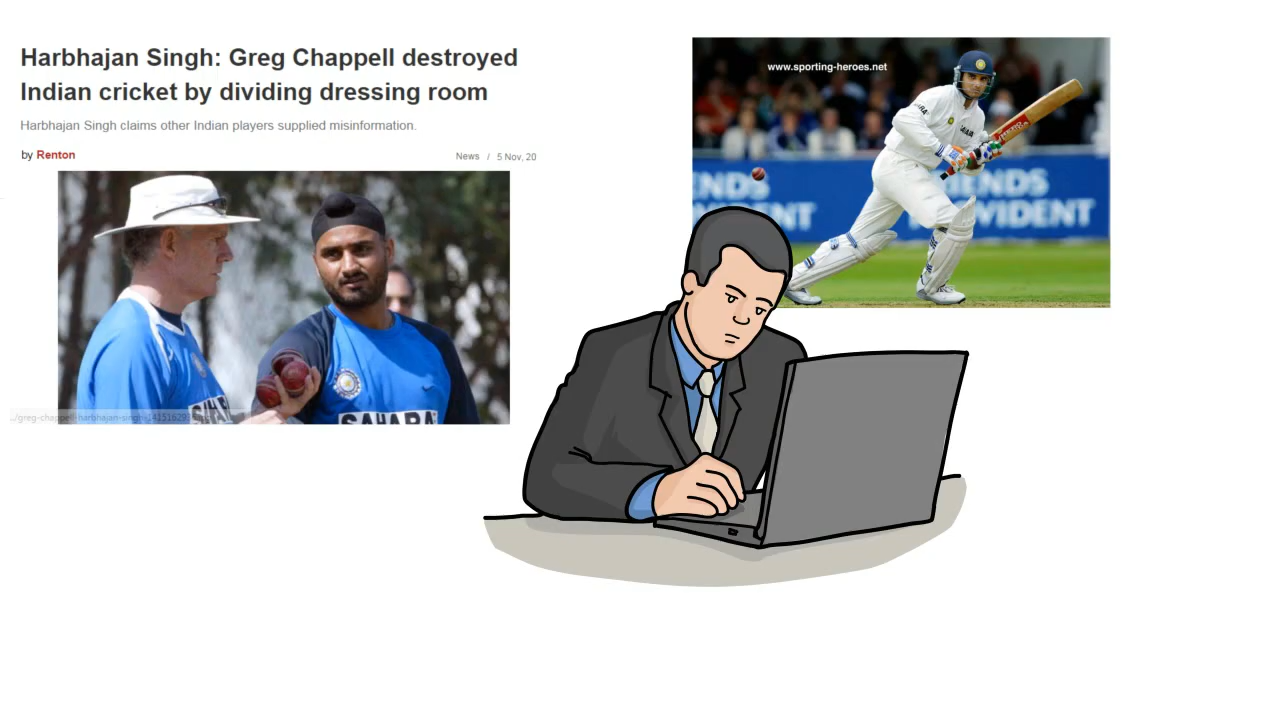 Harbhajan Singh: Greg Chappell destroyed
Indian cricket by dividing dressing room
Harbhajan Singh claims other Indian players supplied misinformation.
by Renton
News / 5 Nov, 20
www.sporting-heroes.net
SAHARA